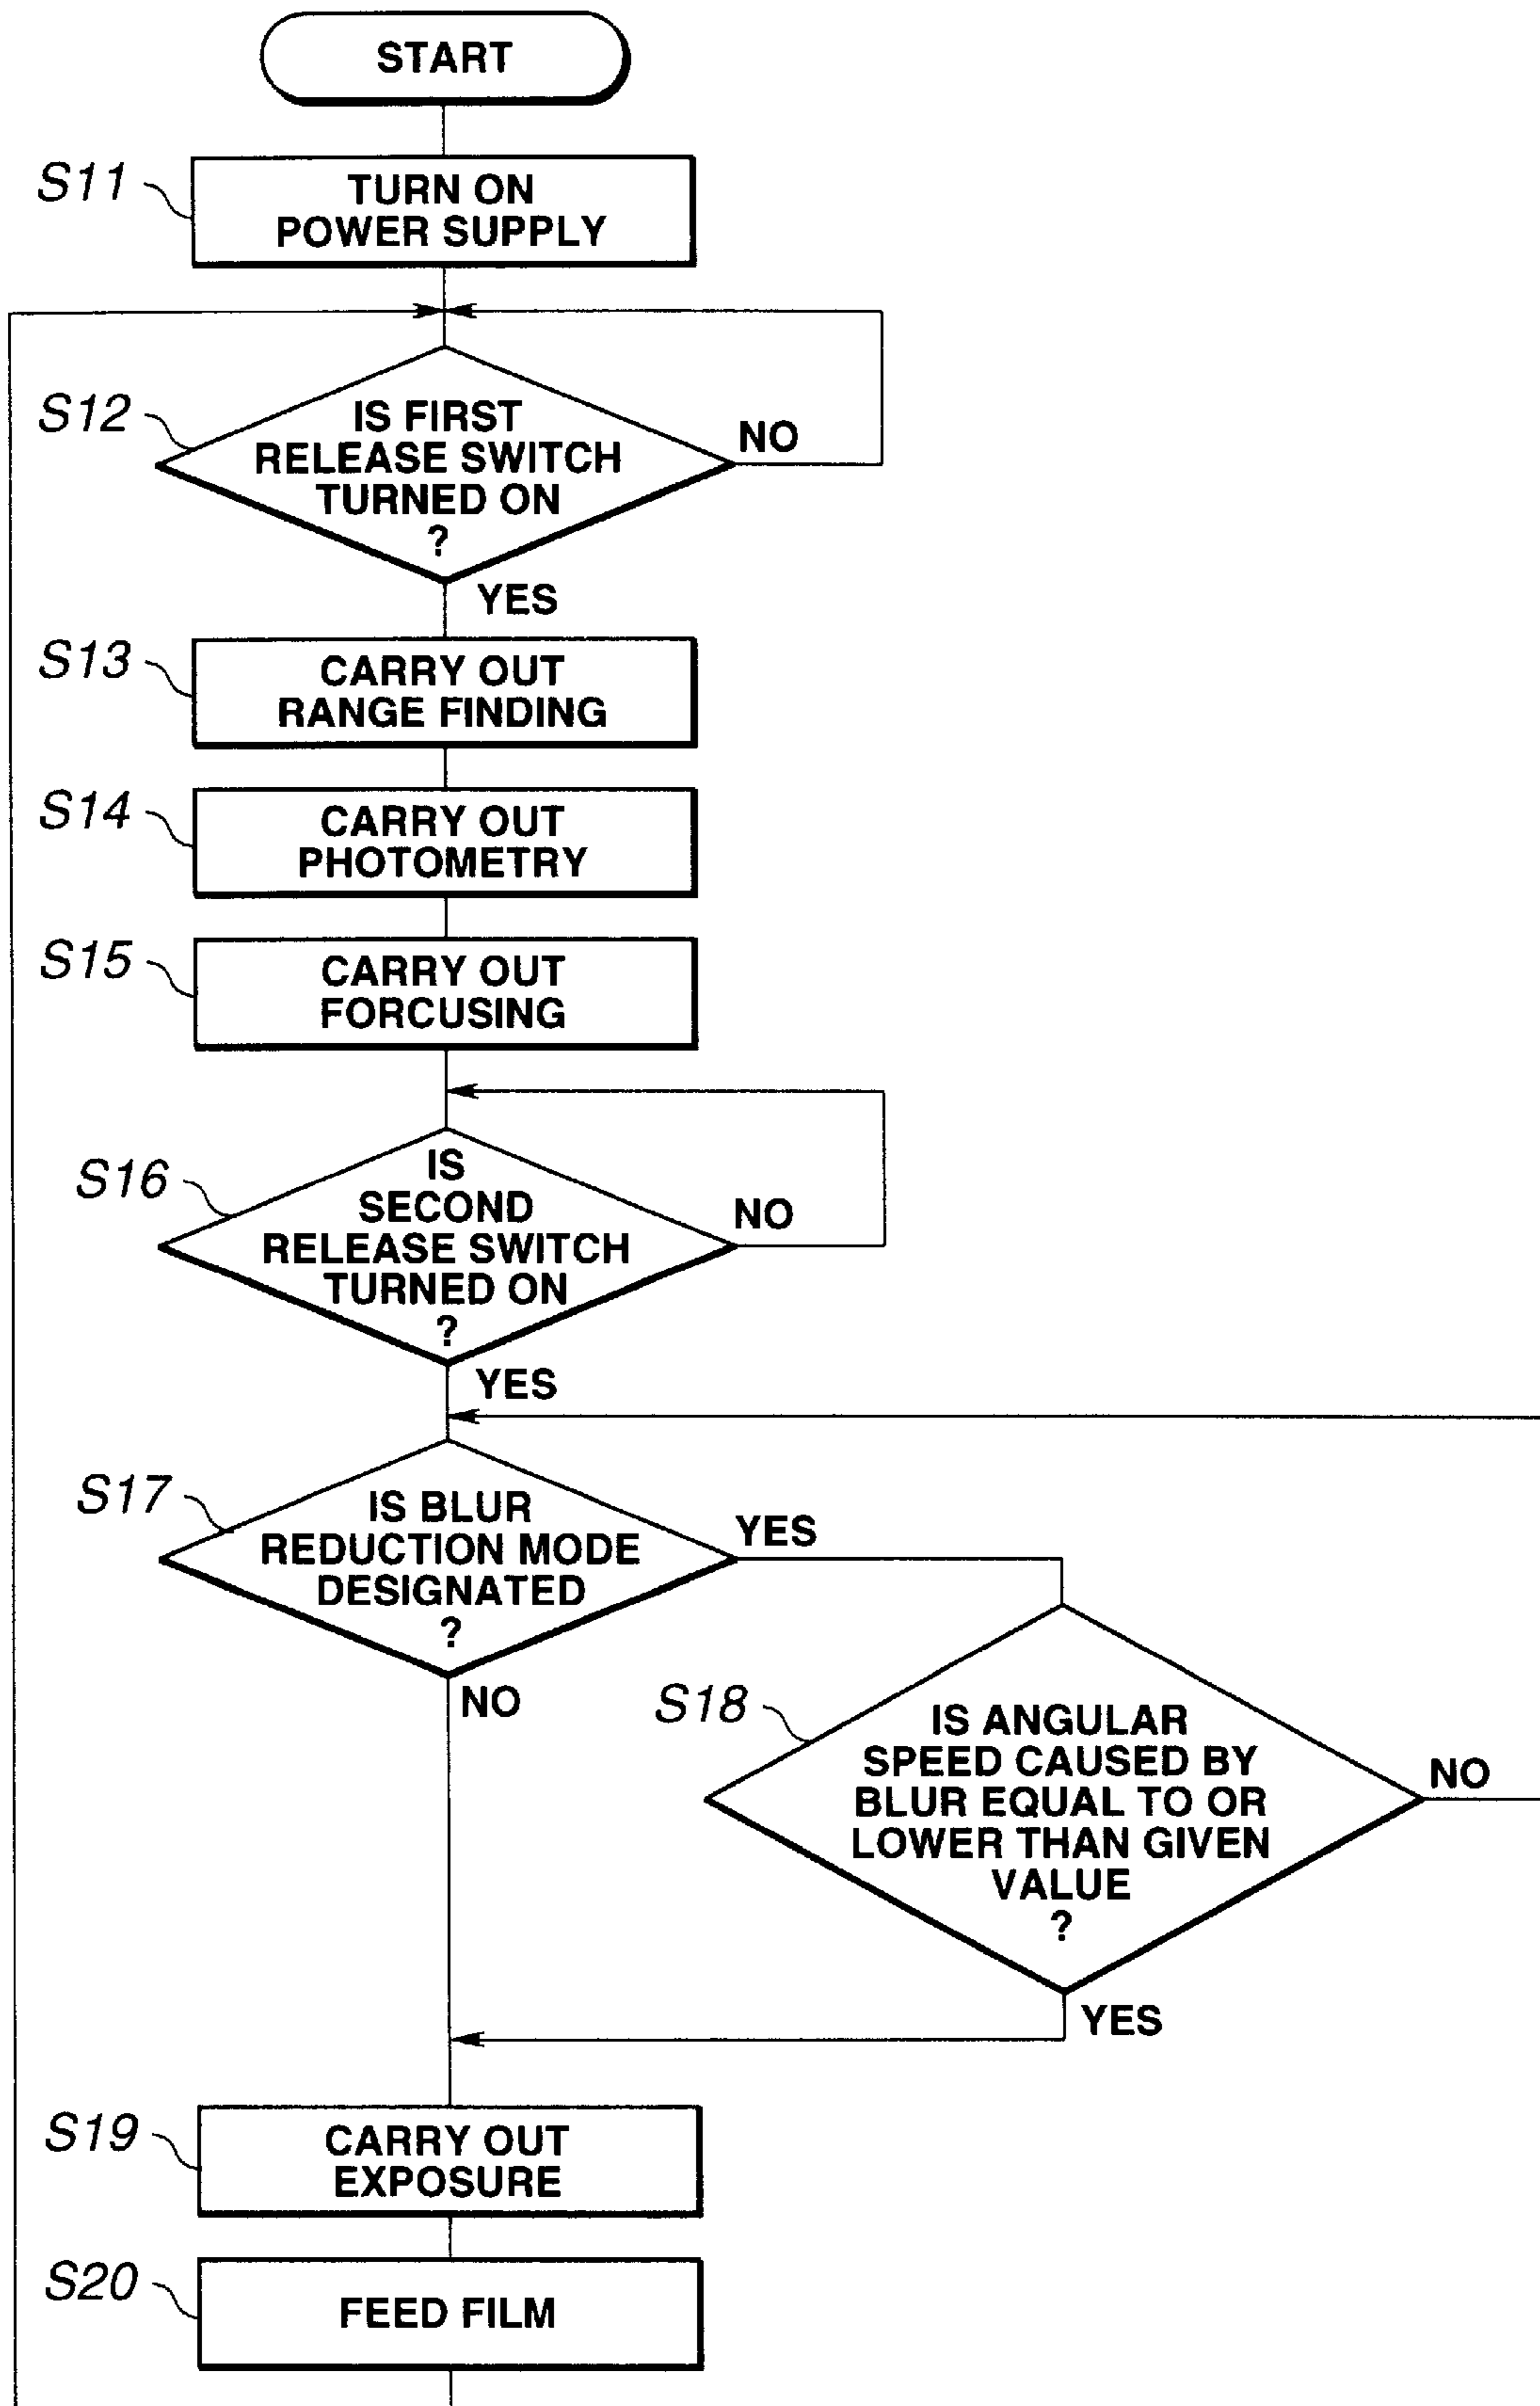 START
S11
TURN ON
POWER SUPPLY
S12
IS FIRST
RELEASE SWITCH
TURNED ON
?
NO
YES
S13
CARRY OUT
RANGE FINDING
S14
CARRY OUT
PHOTOMETRY
S15
CARRY OUT
FORCUSING
S16
IS
SECOND
RELEASE SWITCH
TURNED ON
?
NO
YES
S17
IS BLUR
REDUCTION MODE
DESIGNATED
?
YES
NO
S18
IS ANGULAR
SPEED CAUSED BY
BLUR EQUAL TO OR
LOWER THAN GIVEN
VALUE
?
NO
YES
S19
CARRY OUT
EXPOSURE
S20
FEED FILM